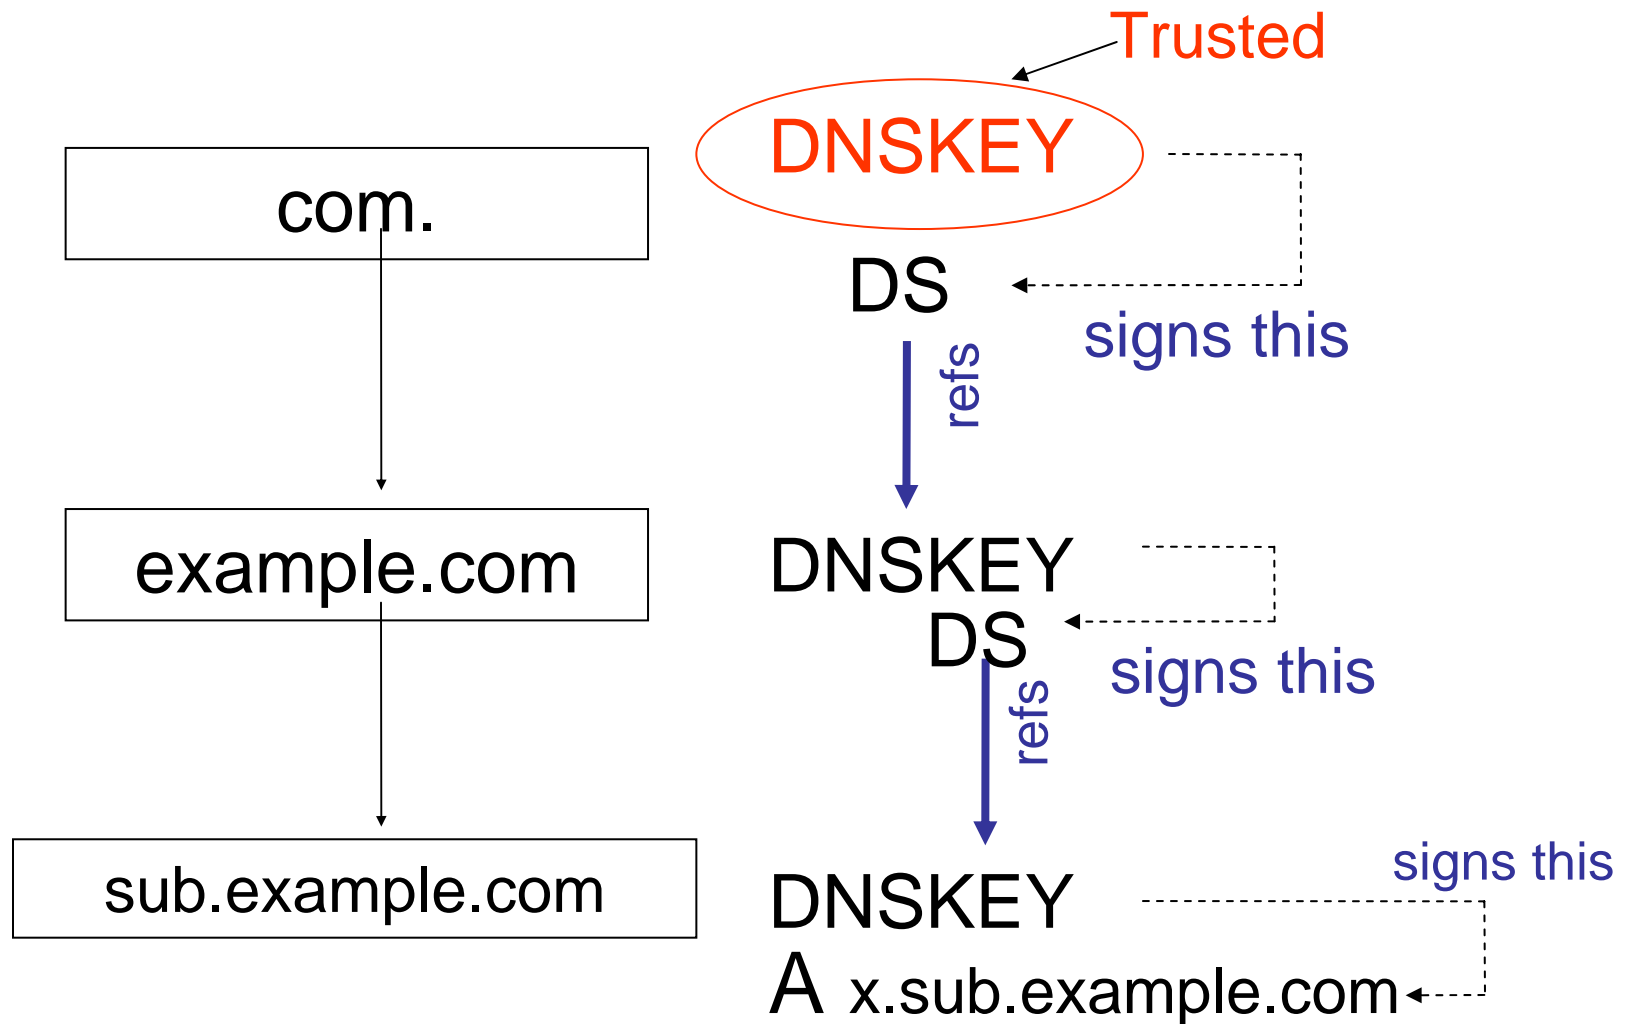 Trusted
DNSKEY
com.
DS
signs this
refs
example.com
DNSKEY
DS
signs this
refs
sub.example.com
DNSKEY
signs this
A x.sub.example.com